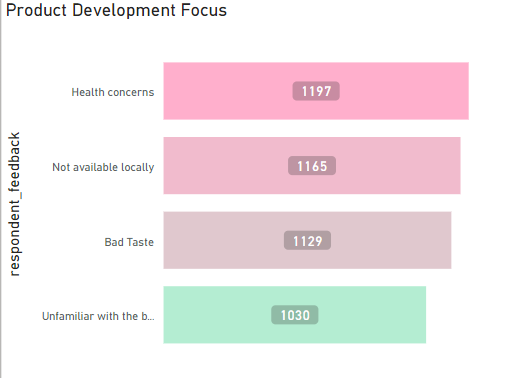 Product Development Focus
respondent_feedback
Health concerns
1197
Not available locally
1165
Bad Taste
1129
Unfamiliar with the b...
1030